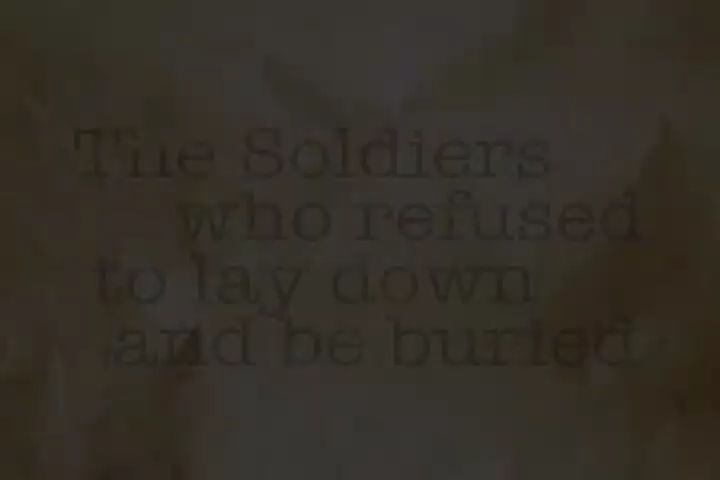 The Soldiers
who refused
to lay down
and be buried